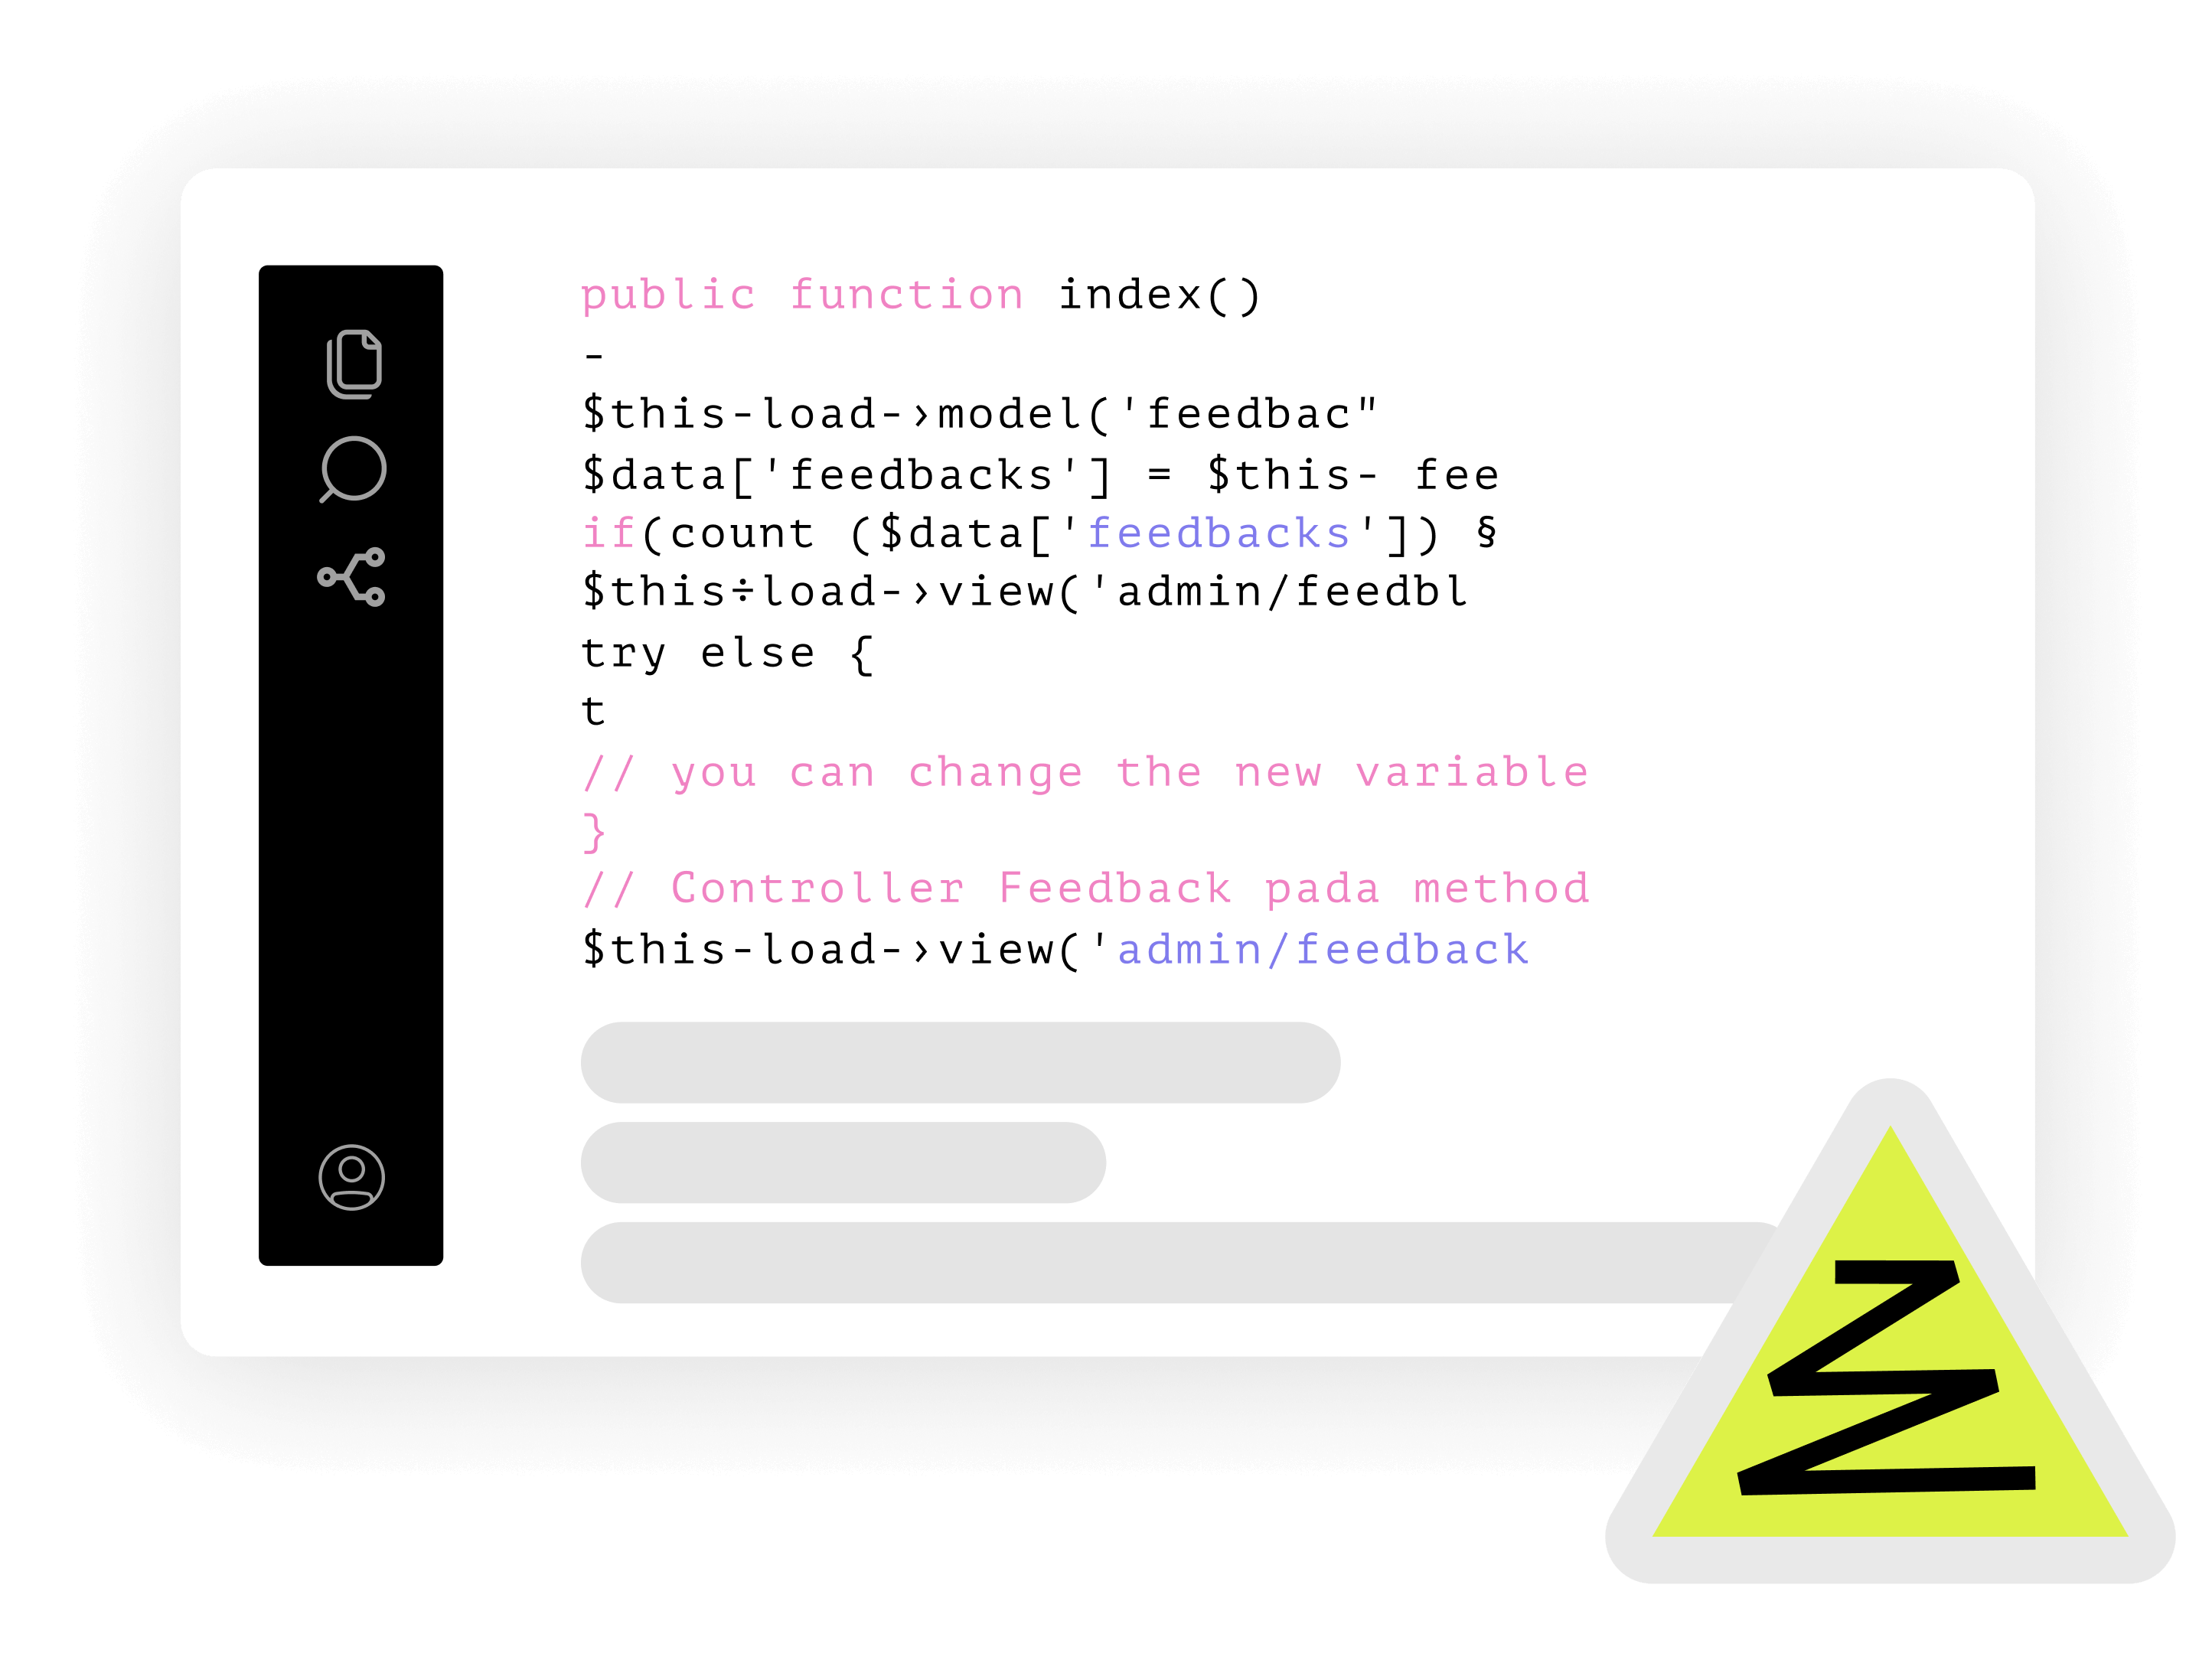 public function index()
-
$this-load-›model('feedbac"
$data['feedbacks'] = $this- fee
if(count ($data['feedbacks']) §
$this÷load-›view('admin/feedbl
try else {
t
// you can change the new variable
}
// Controller Feedback pada method
$this-load-›view('admin/feedback